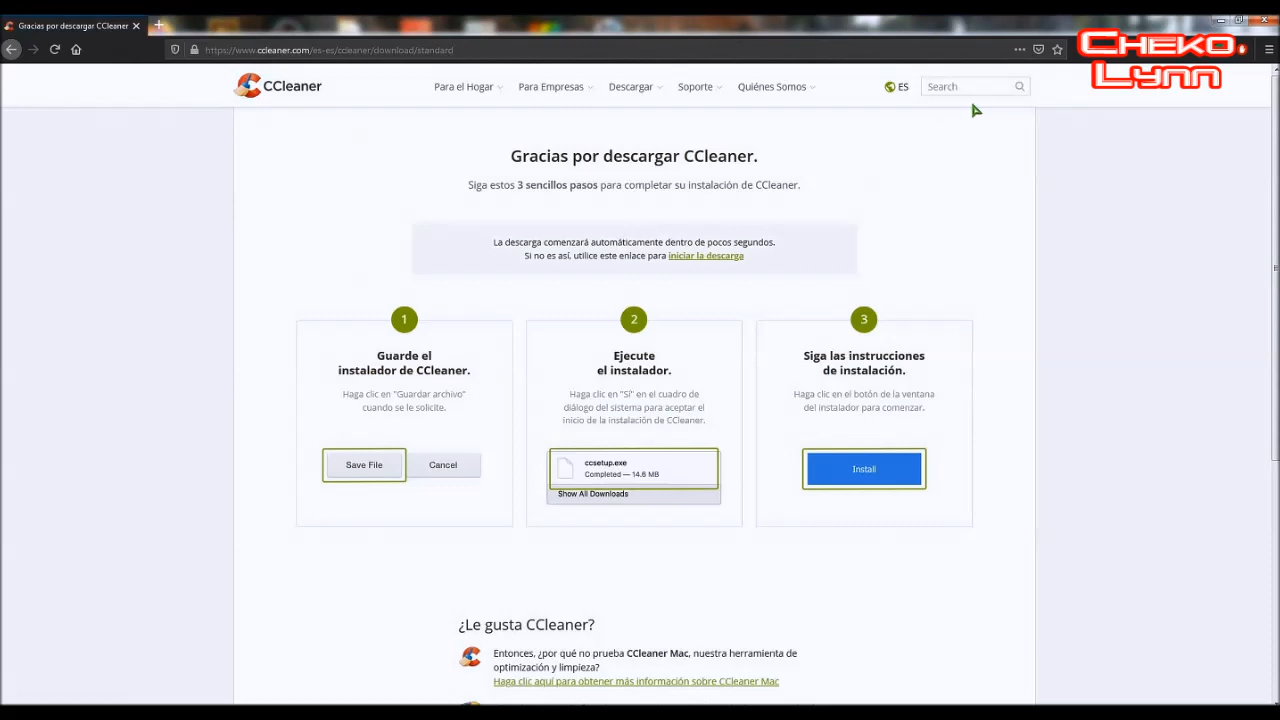 Gracias por descargar CCleaner
https://www.ccleaner.com/es-es/ccleaner/download/standard
CHEKO.
LYNN
CCleaner
Para el Hogar
Para Empresas
Descargar
Soporte
Quiénes Somos
ES
Search
Gracias por descargar CCleaner.
Siga estos 3 sencillos pasos para completar su instalación de CCleaner.
La descarga comenzará automáticamente dentro de pocos segundos.
Si no es así, utilice este enlace para iniciar la descarga
1
Guarde el
instalador de CCleaner.
Haga clic en "Guardar archivo"
cuando se le solicite.
Save File
Cancel
2
Ejecute
el instalador.
Haga clic en "Sí" en el cuadro de
diálogo del sistema para aceptar el
inicio de la instalación de CCleaner.
ccsetup.exe
Completed — 14.6 MB
Show All Downloads
3
Siga las instrucciones
de instalación.
Haga clic en el botón de la ventana
del instalador para comenzar.
Install
¿Le gusta CCleaner?
Entonces, ¿por qué no prueba CCleaner Mac, nuestra herramienta de
optimización y limpieza?
Haga clic aquí para obtener más información sobre CCleaner Mac